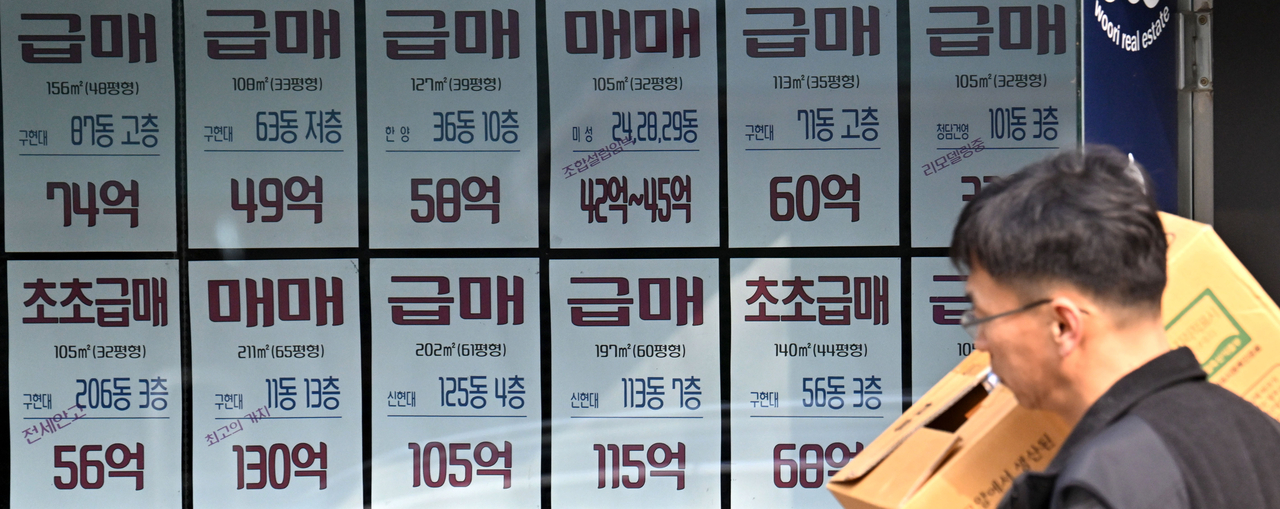 급매
156㎡(48평형)
구현대 87동 고층
74억
급매
108㎡(33평형)
구현대 63동 저층
49억
급매
127㎡(39평형)
한양 36동 10층
58억
매매
105㎡(32평형)
미성 24,28,29동
조합설립임박
42억~45억
급매
113㎡(35평형)
구현대 71동 고층
60억
급매
105㎡(32평형)
청담건영 101동 3층
리모델링중
woori real estate
초초급매
105㎡(32평형)
구현대 206동 3층
전세안고
56억
매매
211㎡(65평형)
구현대 11동 13층
최고의 가치
130억
급매
202㎡(61평형)
신현대 125동 4층
105억
급매
197㎡(60평형)
신현대 113동 7층
115억
초초급매
140㎡(44평형)
구현대 56동 3층
68억
급
앙에서 생산된